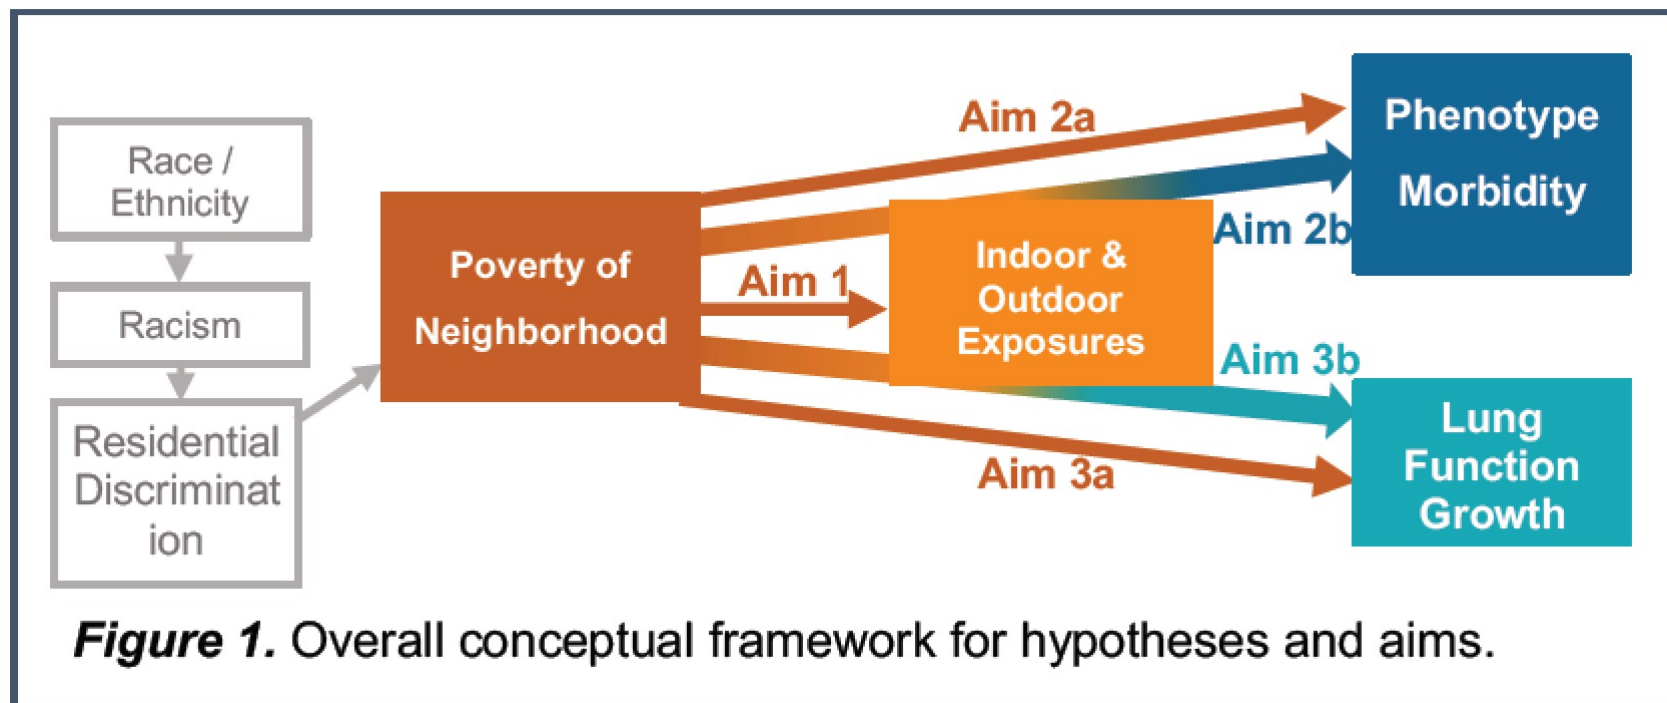 Race /
Ethnicity
Racism
Residential
Discriminat
ion
Poverty of
Neighborhood
Aim 1
Aim 2a
Aim 2b
Indoor &
Outdoor
Exposures
Aim 3b
Aim 3a
Phenotype
Morbidity
Lung
Function
Growth
Figure 1. Overall conceptual framework for hypotheses and aims.